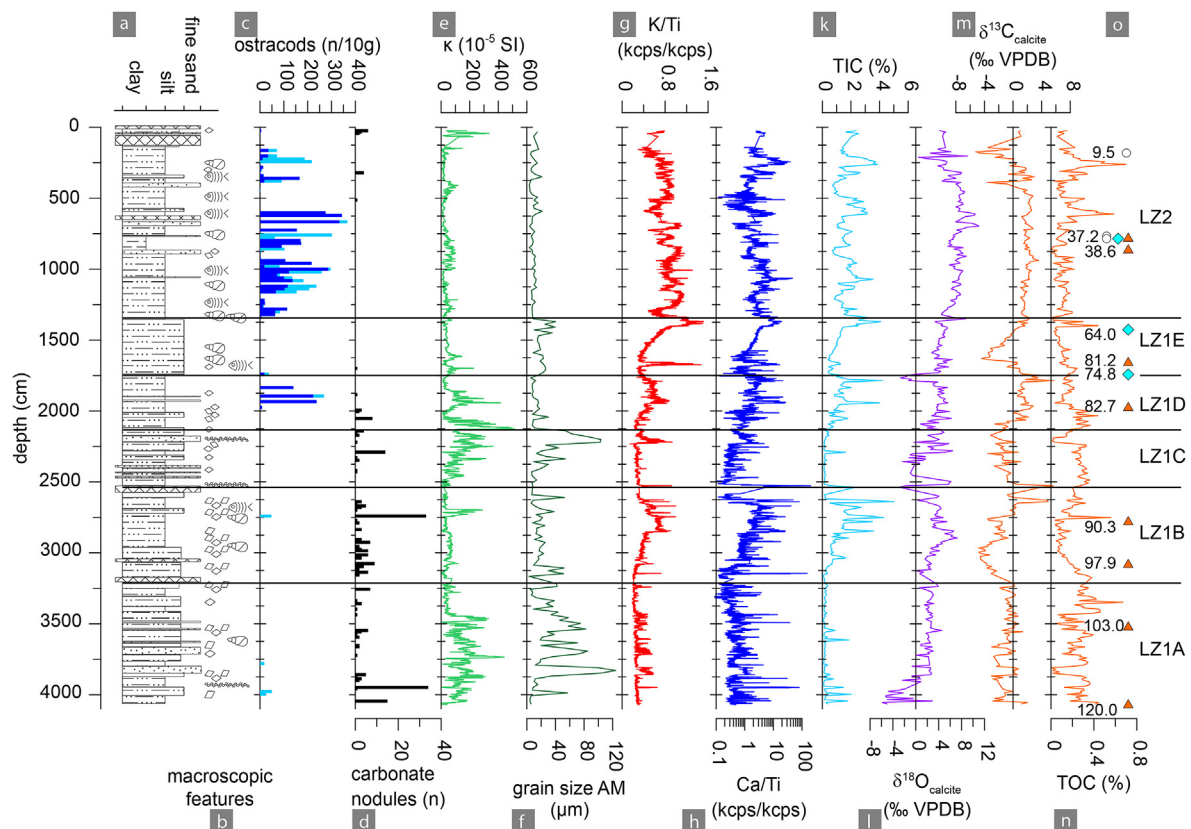 a
clay
silt
fine sand
c
ostracods (n/10g)
0 100 200 300 400
e
κ (10-5 SI)
0 200 400 600
g
K/Ti
(kcps/kcps)
0 0.8 1.6
k
TIC (%)
0 2 4 6
m
δ13Ccalcite
(‰ VPDB)
-8 -4 0 4 8
o
0
500
1000
1500
2000
2500
3000
3500
4000
depth (cm)
9.5
37.2
38.6
64.0
81.2
74.8
82.7
90.3
97.9
103.0
120.0
LZ2
LZ1E
LZ1D
LZ1C
LZ1B
LZ1A
macroscopic
features
b
0 20 40
carbonate
nodules (n)
d
0 40 80 120
grain size AM
(µm)
f
0.1 1 10 100
Ca/Ti
(kcps/kcps)
h
-8 -4 0 4 8 12
δ18Ocalcite
(‰ VPDB)
l
0 0.4 0.8
TOC (%)
n